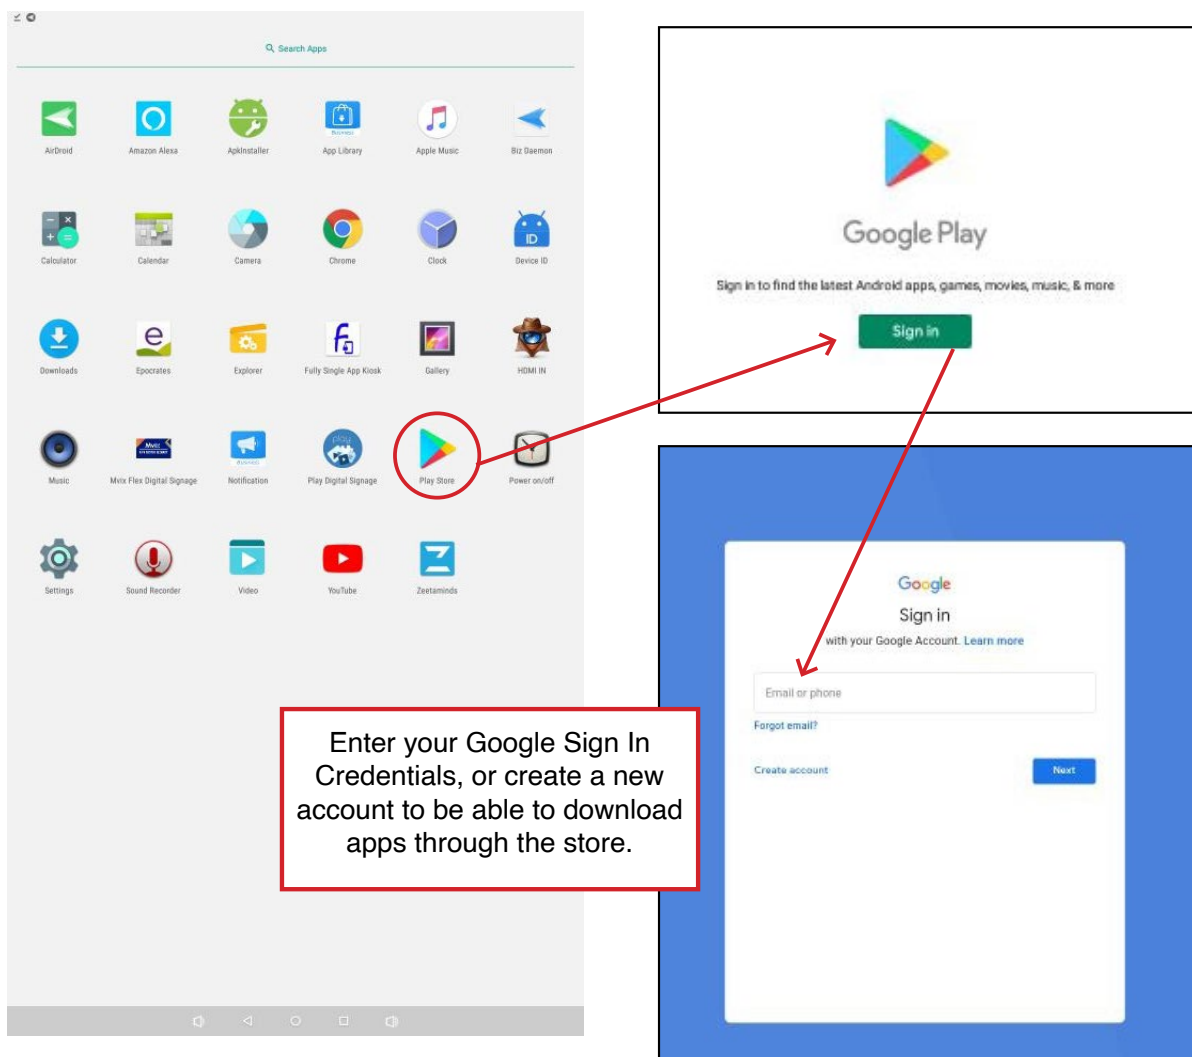 Search Apps
AirDroid
Amazon Alexa
ApkInstaller
Business
App Library
Apple Music
Biz Daemon
Calculator
Calendar
Camera
Chrome
Clock
ID
Device ID
Downloads
e
Epocrates
Explorer
Fully Single App Kiosk
Gallery
HDMI IN
Music
Mvix
Mvix Flex Digital Signage
Business
Notification
play
Play Digital Signage
Play Store
Power on/off
Settings
Sound Recorder
Video
YouTube
Zeetaminds
Google Play
Sign in to find the latest Android apps, games, movies, music, & more
Sign in
Google
Sign in
with your Google Account. Learn more
Email or phone
Forgot email?
Create account
Next
Enter your Google Sign In
Credentials, or create a new
account to be able to download
apps through the store.